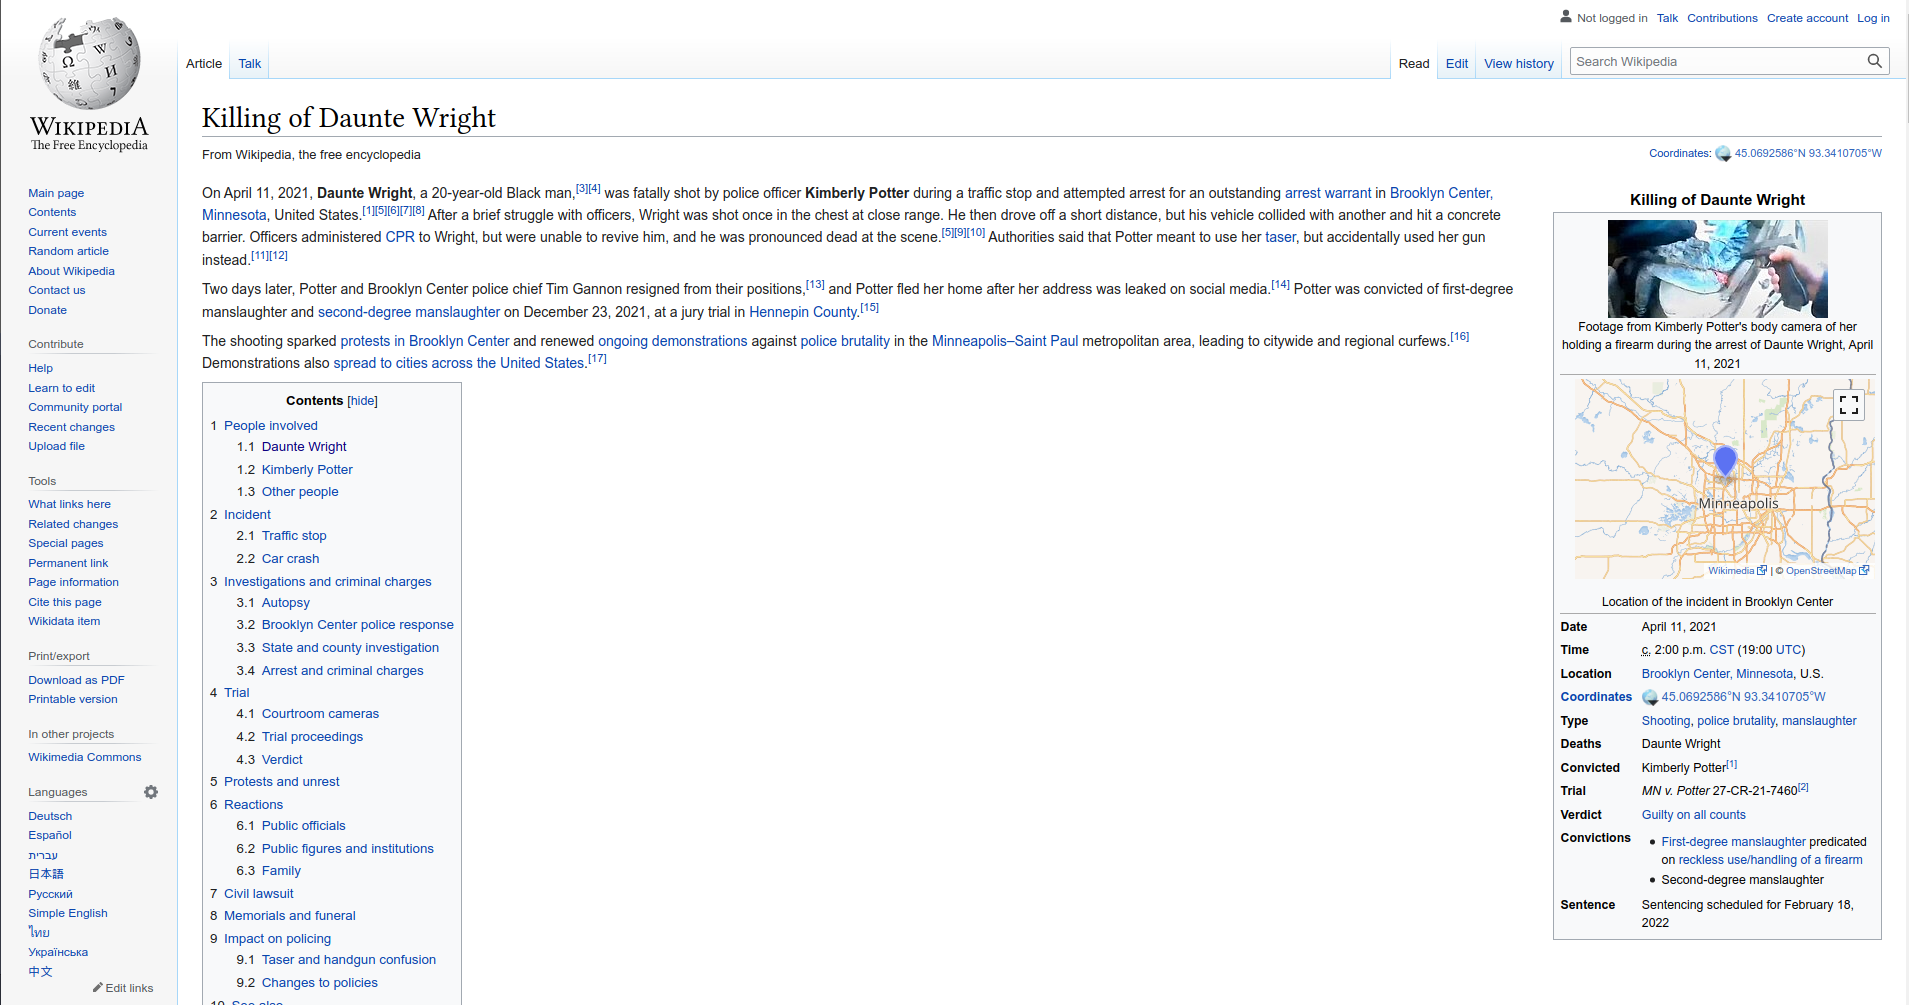 Not logged in Talk Contributions Create account Log in
Article Talk
Read Edit View history Search Wikipedia
WIKIPEDIA
The Free Encyclopedia
Main page
Contents
Current events
Random article
About Wikipedia
Contact us
Donate
Contribute
Help
Learn to edit
Community portal
Recent changes
Upload file
Tools
What links here
Related changes
Special pages
Permanent link
Page information
Cite this page
Wikidata item
Print/export
Download as PDF
Printable version
In other projects
Wikimedia Commons
Languages
Deutsch
Español
עברית
日本語
Русский
Simple English
ไทย
Українська
中文
Edit links
Killing of Daunte Wright
From Wikipedia, the free encyclopedia
Coordinates: 45.0692586°N 93.3410705°W
On April 11, 2021, Daunte Wright, a 20-year-old Black man,[3][4] was fatally shot by police officer Kimberly Potter during a traffic stop and attempted arrest for an outstanding arrest warrant in Brooklyn Center,
Minnesota, United States.[1][5][6][7][8] After a brief struggle with officers, Wright was shot once in the chest at close range. He then drove off a short distance, but his vehicle collided with another and hit a concrete
barrier. Officers administered CPR to Wright, but were unable to revive him, and he was pronounced dead at the scene.[5][9][10] Authorities said that Potter meant to use her taser, but accidentally used her gun
instead.[11][12]
Two days later, Potter and Brooklyn Center police chief Tim Gannon resigned from their positions,[13] and Potter fled her home after her address was leaked on social media.[14] Potter was convicted of first-degree
manslaughter and second-degree manslaughter on December 23, 2021, at a jury trial in Hennepin County.[15]
The shooting sparked protests in Brooklyn Center and renewed ongoing demonstrations against police brutality in the Minneapolis–Saint Paul metropolitan area, leading to citywide and regional curfews.[16]
Demonstrations also spread to cities across the United States.[17]
Contents [hide]
1 People involved
1.1 Daunte Wright
1.2 Kimberly Potter
1.3 Other people
2 Incident
2.1 Traffic stop
2.2 Car crash
3 Investigations and criminal charges
3.1 Autopsy
3.2 Brooklyn Center police response
3.3 State and county investigation
3.4 Arrest and criminal charges
4 Trial
4.1 Courtroom cameras
4.2 Trial proceedings
4.3 Verdict
5 Protests and unrest
6 Reactions
6.1 Public officials
6.2 Public figures and institutions
6.3 Family
7 Civil lawsuit
8 Memorials and funeral
9 Impact on policing
9.1 Taser and handgun confusion
9.2 Changes to policies
10 See also
Killing of Daunte Wright
Footage from Kimberly Potter's body camera of her
holding a firearm during the arrest of Daunte Wright, April
11, 2021
Minneapolis
Wikimedia | © OpenStreetMap
Location of the incident in Brooklyn Center
Date April 11, 2021
Time c. 2:00 p.m. CST (19:00 UTC)
Location Brooklyn Center, Minnesota, U.S.
Coordinates 45.0692586°N 93.3410705°W
Type Shooting, police brutality, manslaughter
Deaths Daunte Wright
Convicted Kimberly Potter[1]
Trial MN v. Potter 27-CR-21-7460[2]
Verdict Guilty on all counts
Convictions • First-degree manslaughter predicated
on reckless use/handling of a firearm
• Second-degree manslaughter
Sentence Sentencing scheduled for February 18,
2022